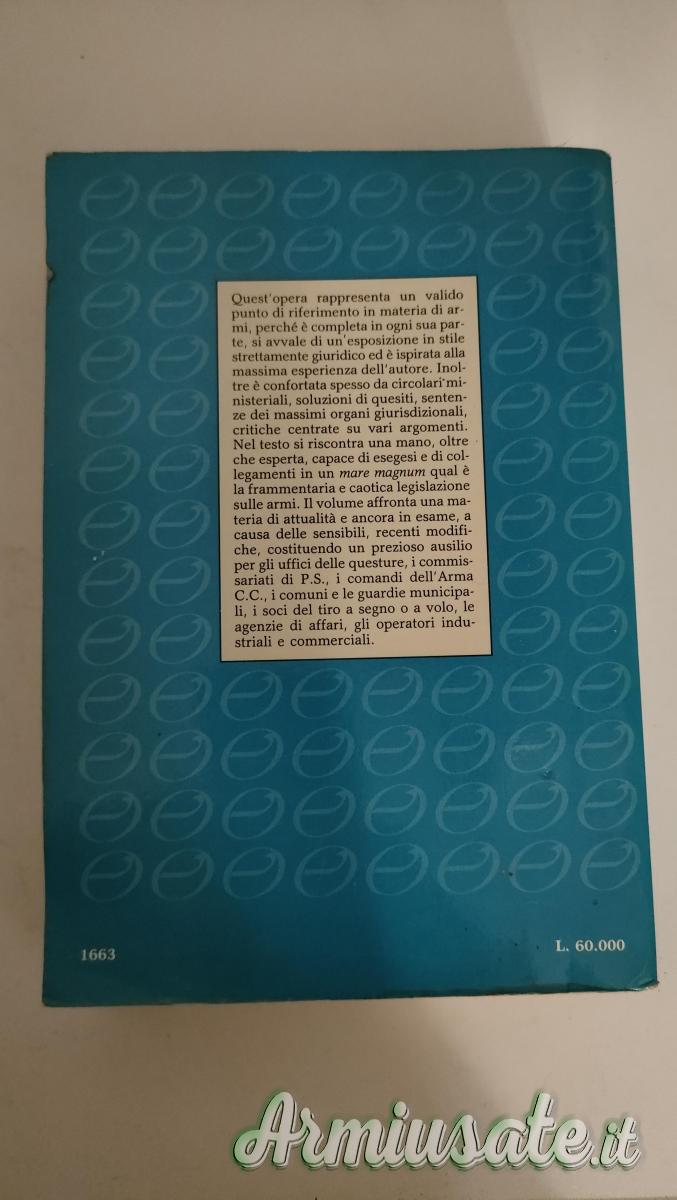 Quest'opera rappresenta un valido
punto di riferimento in materia di ar-
mi, perché è completa in ogni sua par-
te, si avvale di un'esposizione in stile
strettamente giuridico ed è ispirata alla
massima esperienza dell'autore. Inol-
tre è confortata spesso da circolari mi-
nisteriali, soluzioni di quesiti, senten-
ze dei massimi organi giurisdizionali,
critiche centrate su vari argomenti.
Nel testo si riscontra una mano, oltre
che esperta, capace di esegesi e di col-
legamenti in un mare magnum qual è
la frammentaria e caotica legislazione
sulle armi. Il volume affronta una ma-
teria di attualità e ancora in esame, a
causa delle sensibili, recenti modifi-
che, costituendo un prezioso ausilio
per gli uffici delle questure, i commis-
sariati di P.S., i comandi dell'Arma
C.C., i comuni e le guardie municipa-
li, i soci del tiro a segno o a volo, le
agenzie di affari, gli operatori indu-
striali e commerciali.
1663
L. 60.000
Armiusate.it